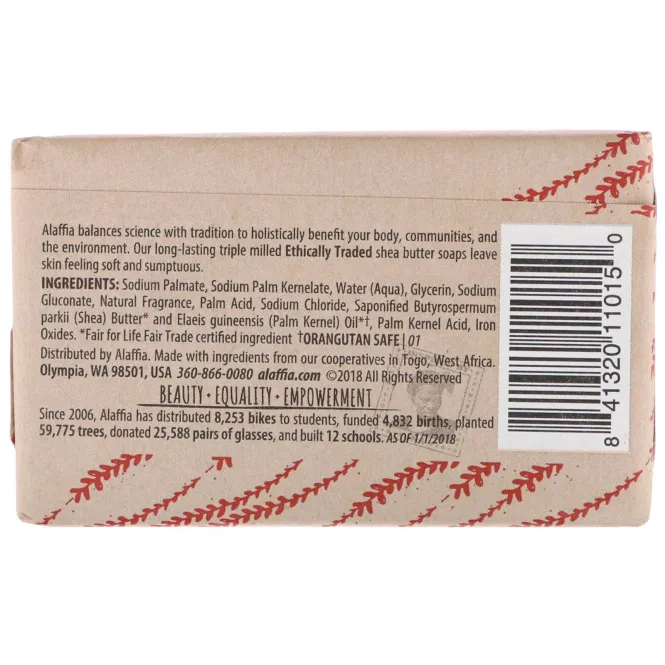 Alaffia balances science with tradition to holistically benefit your body, communities, and
the environment. Our long-lasting triple milled Ethically Traded shea butter soaps leave
skin feeling soft and sumptuous.
INGREDIENTS: Sodium Palmate, Sodium Palm Kernelate, Water (Aqua), Glycerin, Sodium
Gluconate, Natural Fragrance, Palm Acid, Sodium Chloride, Saponified Butyrospermum
parkii (Shea) Butter* and Elaeis guineensis (Palm Kernel) Oil*†, Palm Kernel Acid, Iron
Oxides. *Fair for Life Fair Trade certified ingredient †ORANGUTAN SAFE | 01
Distributed by Alaffia. Made with ingredients from our cooperatives in Togo, West Africa.
Olympia, WA 98501, USA 360-866-0080 alaffia.com ©2018 All Rights Reserved
BEAUTY • EQUALITY • EMPOWERMENT
Since 2006, Alaffia has distributed 8,253 bikes to students, funded 4,832 births, planted
59,775 trees, donated 25,588 pairs of glasses, and built 12 schools. AS OF 1/1/2018
8 41320 11015 0